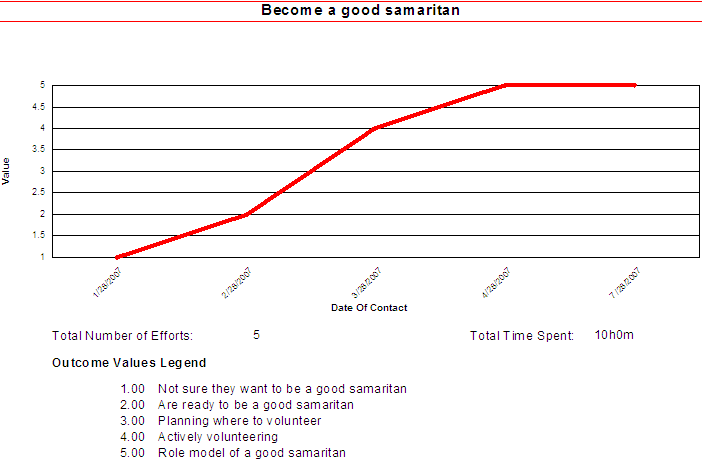 Become a good samaritan
5
4.5
4
3.5
3
2.5
2
1.5
1
Value
1/28/2007
2/28/2007
3/28/2007
4/28/2007
7/28/2007
Date Of Contact
Total Number of Efforts: 5 Total Time Spent: 10h0m
Outcome Values Legend
1.00 Not sure they want to be a good samaritan
2.00 Are ready to be a good samaritan
3.00 Planning where to volunteer
4.00 Actively volunteering
5.00 Role model of a good samaritan